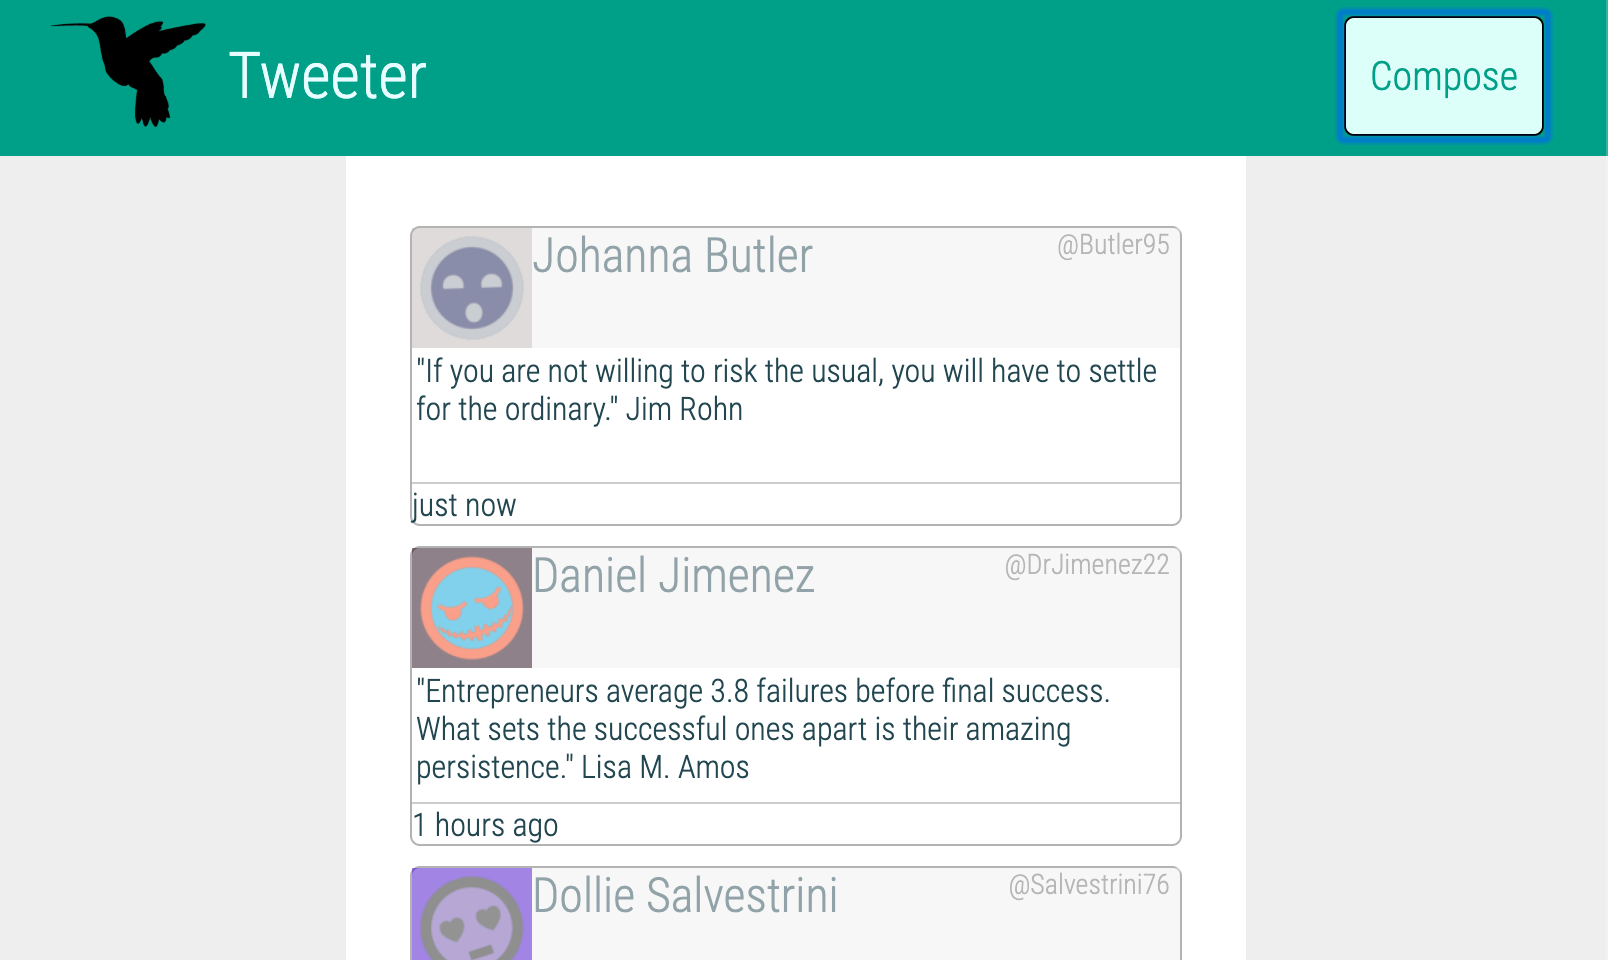 Tweeter
Compose
Johanna Butler
@Butler95
"If you are not willing to risk the usual, you will have to settle
for the ordinary." Jim Rohn
just now
Daniel Jimenez
@DrJimenez22
"Entrepreneurs average 3.8 failures before final success.
What sets the successful ones apart is their amazing
persistence." Lisa M. Amos
1 hours ago
Dollie Salvestrini
@Salvestrini76